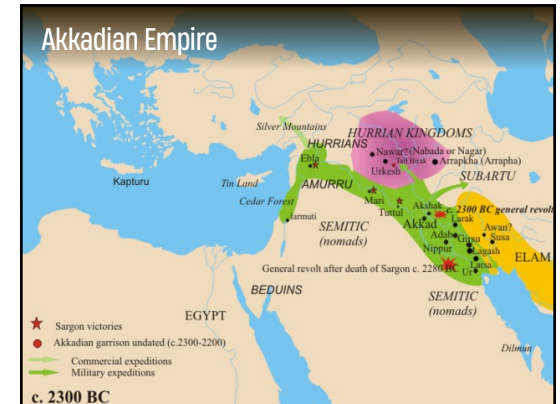 Akkadian Empire
Silver Mountains
HURRIAN KINGDOMS
HURRIANS
Nawar? (Nabada or Nagar)
Ebla
Tall Birak
Arrapkha (Arrapha)
Urkesh
SUBARTU
Kapturu
Tin Land
AMURRU
Mari
Cedar Forest
Tuttul
Akshak
c. 2300 BC general revolt
Iarmuti
Larak
SEMITIC
(nomads)
Akkad
Awan?
Adab
Girsu
Susa
Nippur
Lagash
ELAM
General revolt after death of Sargon c. 2280 BC
Larsa
Ur
BEDUINS
SEMITIC
(nomads)
EGYPT
Sargon victories
Akkadian garrison undated (c.2300-2200)
Dilmun
Commercial expeditions
Military expeditions
c. 2300 BC